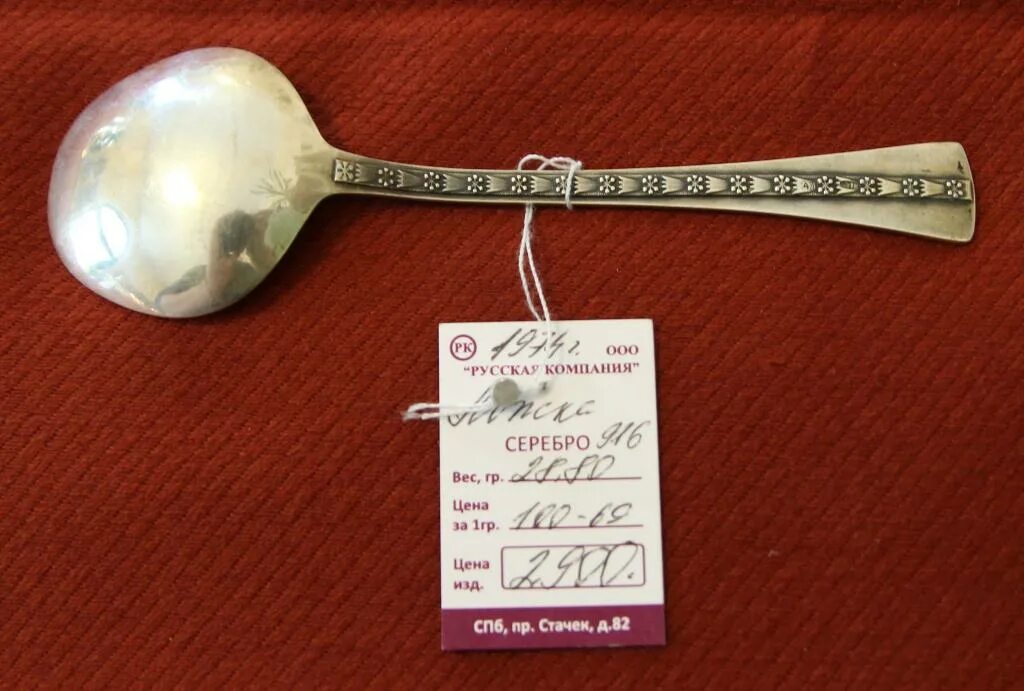 РК 1974г. ООО
"РУССКАЯ КОМПАНИЯ"
СЕРЕБРО 916
Вес, гр. 28,80
Цена
за 1гр. 100-69
Цена
изд. 2900.
СПб, пр. Стачек, д.82